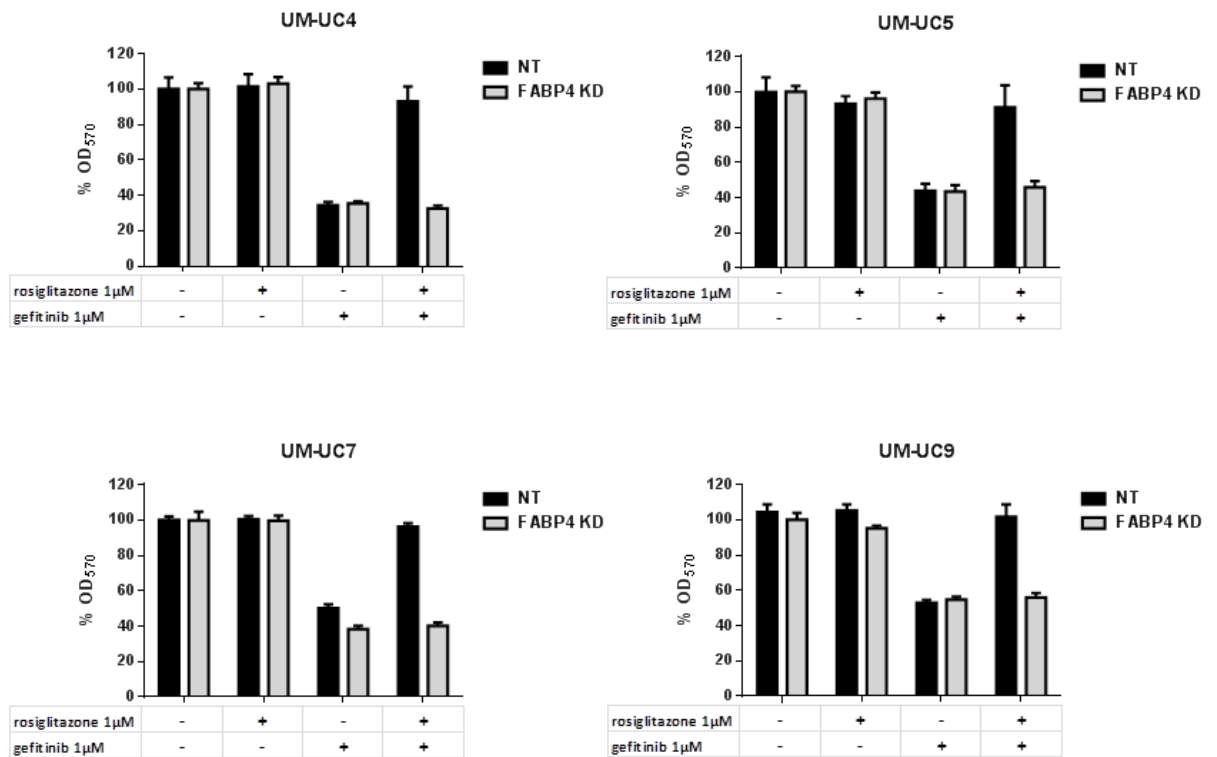 UM-UC4
120
100
80
60
40
20
0
% OD570
NT
FABP4 KD
rosiglitazone 1µM - + - +
gefitinib 1µM - - + +
UM-UC5
120
100
80
60
40
20
0
% OD570
NT
FABP4 KD
rosiglitazone 1µM - + - +
gefitinib 1µM - - + +
UM-UC7
120
100
80
60
40
20
0
% OD570
NT
FABP4 KD
rosiglitazone 1µM - + - +
gefitinib 1µM - - + +
UM-UC9
120
100
80
60
40
20
0
% OD570
NT
FABP4 KD
rosiglitazone 1µM - + - +
gefitinib 1µM - - + +